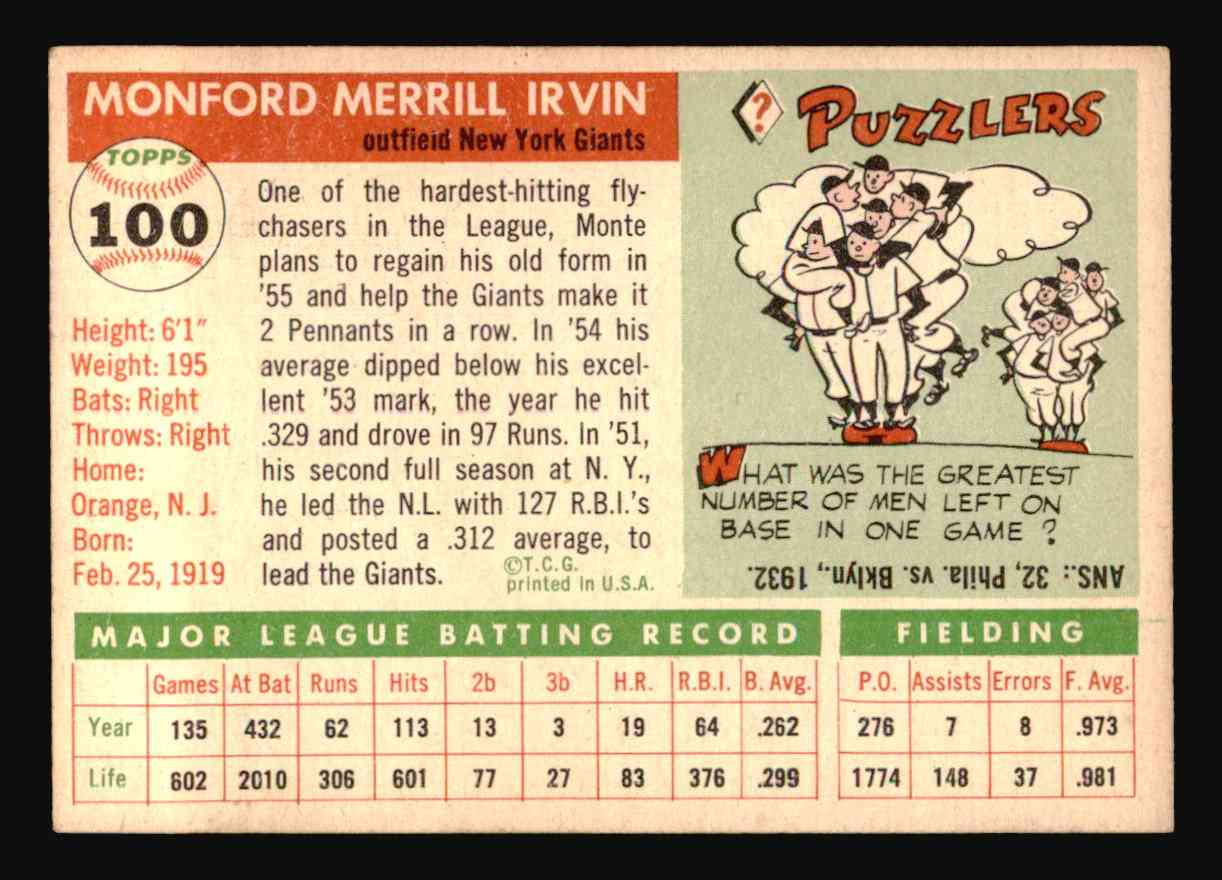 MONFORD MERRILL IRVIN
outfield New York Giants
TOPPS
100
Height: 6'1"
Weight: 195
Bats: Right
Throws: Right
Home:
Orange, N. J.
Born:
Feb. 25, 1919
One of the hardest-hitting fly-
chasers in the League, Monte
plans to regain his old form in
'55 and help the Giants make it
2 Pennants in a row. In '54 his
average dipped below his excel-
lent '53 mark, the year he hit
.329 and drove in 97 Runs. In '51,
his second full season at N. Y.,
he led the N.L. with 127 R.B.I.'s
and posted a .312 average, to
lead the Giants.
©T.C.G.
printed in U.S.A.
?
PUZZLERS
WHAT WAS THE GREATEST
NUMBER OF MEN LEFT ON
BASE IN ONE GAME ?
ANS.: 32, Phila. vs. Bklyn., 1932.
MAJOR LEAGUE BATTING RECORD
Games At Bat Runs Hits 2b 3b H.R. R.B.I. B. Avg.
Year 135 432 62 113 13 3 19 64 .262
Life 602 2010 306 601 77 27 83 376 .299
FIELDING
P.O. Assists Errors F. Avg.
276 7 8 .973
1774 148 37 .981